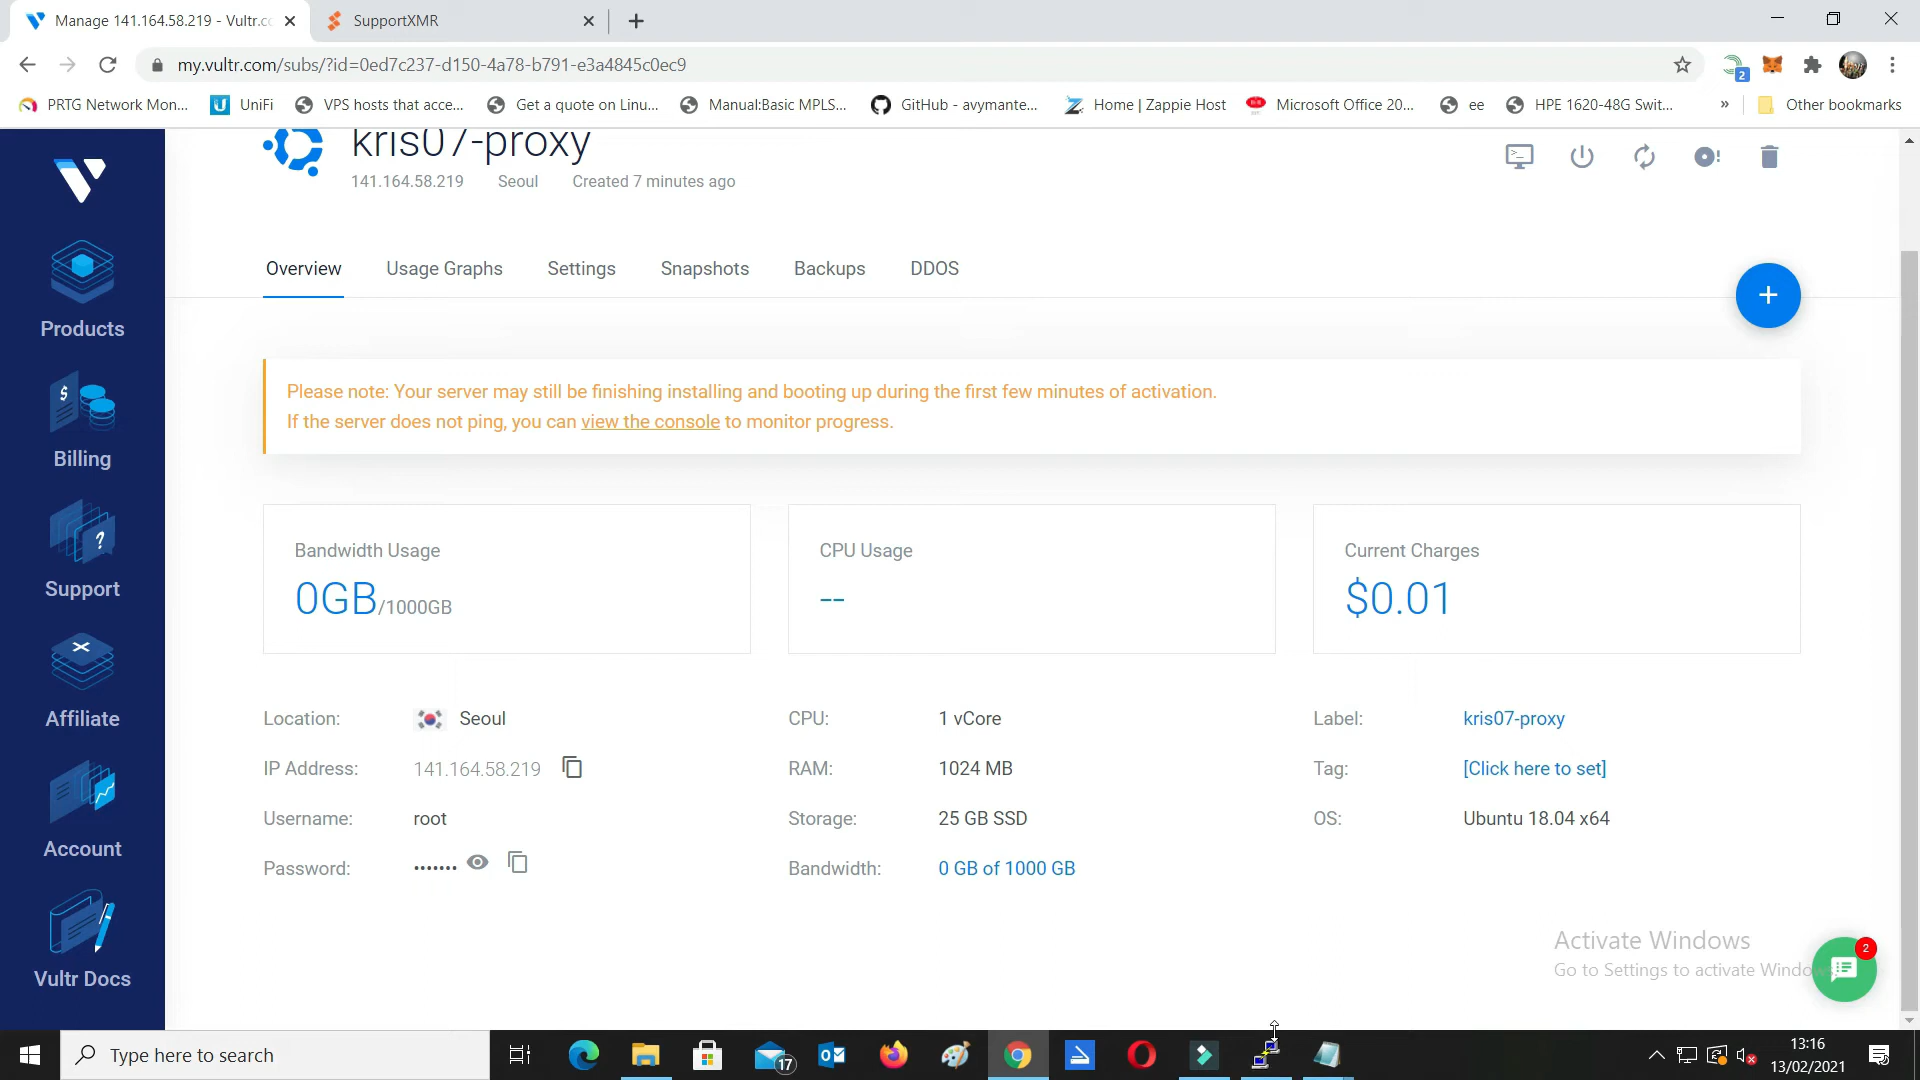 Manage 141.164.58.219 - Vultr.co
SupportXMR
my.vultr.com/subs/?id=0ed7c237-d150-4a78-b791-e3a4845c0ec9
2
PRTG Network Mon...
UniFi
VPS hosts that acce...
Get a quote on Linu...
Manual:Basic MPLS...
GitHub - avymante...
Home | Zappie Host
Microsoft Office 20...
ee
HPE 1620-48G Swit...
»
Other bookmarks
kris07-proxy
141.164.58.219 Seoul Created 7 minutes ago
Overview Usage Graphs Settings Snapshots Backups DDOS
+
Products
Billing
Support
Affiliate
Account
Vultr Docs
Please note: Your server may still be finishing installing and booting up during the first few minutes of activation.
If the server does not ping, you can view the console to monitor progress.
Bandwidth Usage
0GB/1000GB
CPU Usage
--
Current Charges
$0.01
Location: Seoul
IP Address: 141.164.58.219
Username: root
Password: •••••••
CPU: 1 vCore
RAM: 1024 MB
Storage: 25 GB SSD
Bandwidth: 0 GB of 1000 GB
Label: kris07-proxy
Tag: [Click here to set]
OS: Ubuntu 18.04 x64
Activate Windows
Go to Settings to activate Windo
2
Type here to search
17
13:16
13/02/2021